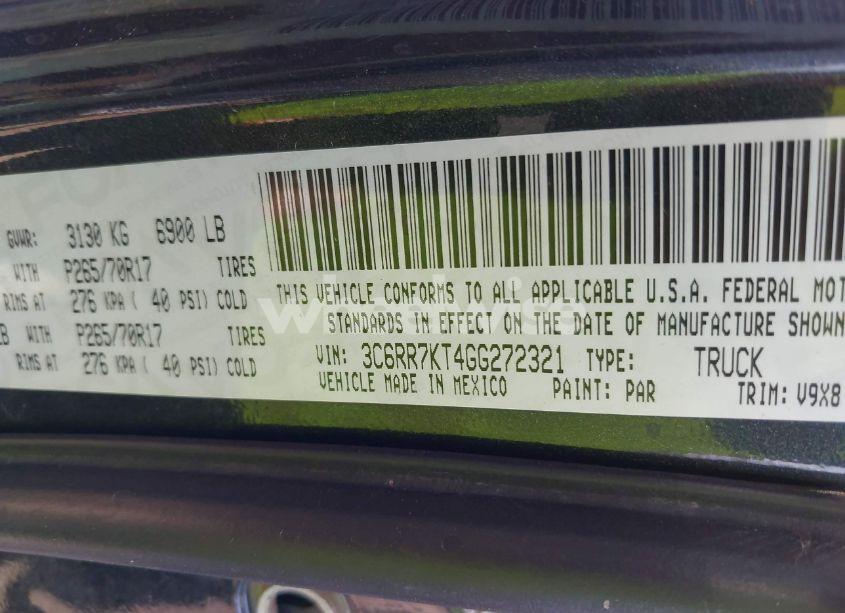 GVWR: 3130 KG 6900 LB
WITH P265/70R17 TIRES
RIMS AT 276 KPA ( 40 PSI) COLD
LB WITH P265/70R17 TIRES
RIMS AT 276 KPA ( 40 PSI) COLD
THIS VEHICLE CONFORMS TO ALL APPLICABLE U.S.A. FEDERAL MOT
STANDARDS IN EFFECT ON THE DATE OF MANUFACTURE SHOWN
VIN: 3C6RR7KT4GG272321 TYPE: TRUCK
VEHICLE MADE IN MEXICO PAINT: PAR TRIM: V9X8